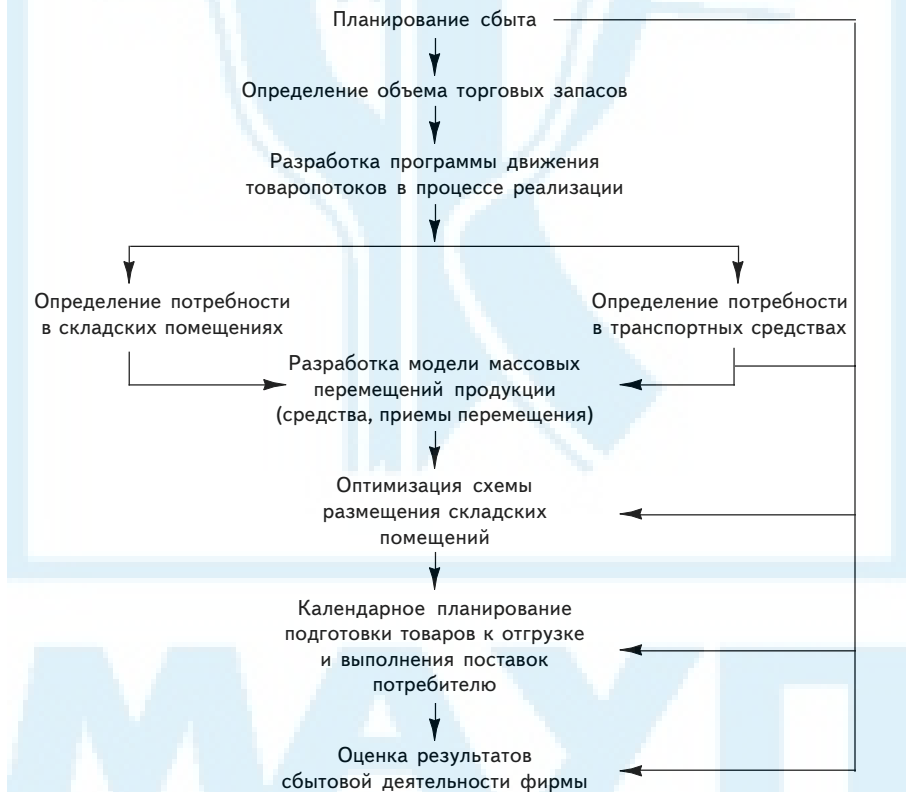 Планирование сбыта
Определение объема торговых запасов
Разработка программы движения
товаропотоков в процессе реализации
Определение потребности
в складских помещениях
Определение потребности
в транспортных средствах
Разработка модели массовых
перемещений продукции
(средства, приемы перемещения)
Оптимизация схемы
размещения складских
помещений
Календарное планирование
подготовки товаров к отгрузке
и выполнения поставок
потребителю
Оценка результатов
сбытовой деятельности фирмы
МАУП